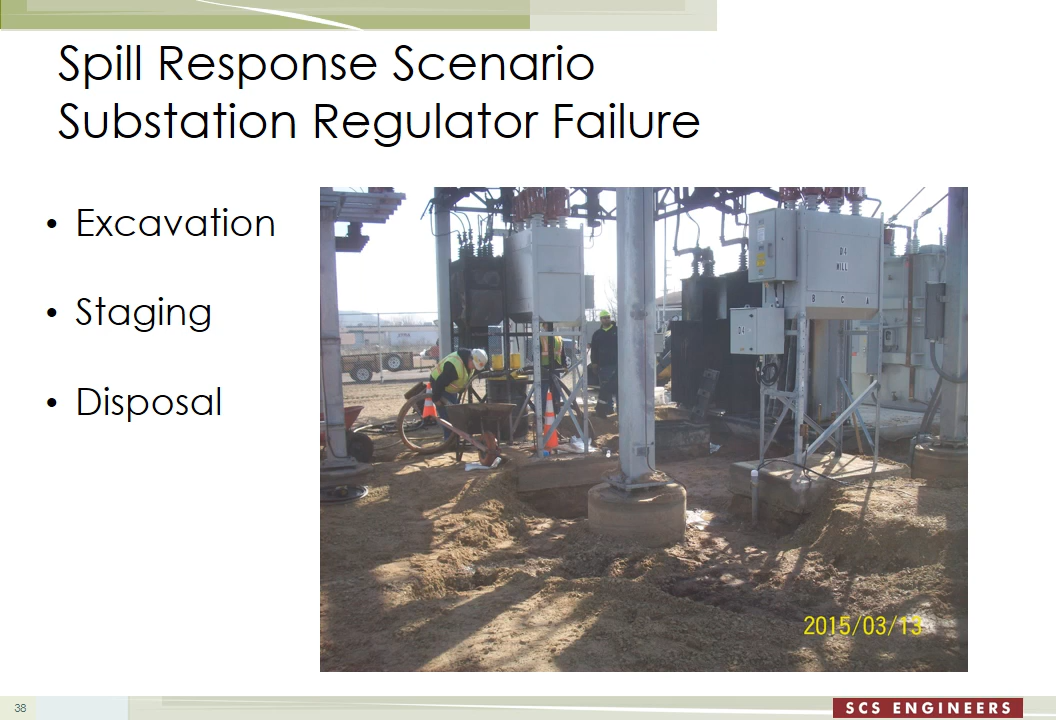 Spill Response Scenario
Substation Regulator Failure
• Excavation
• Staging
• Disposal
D4
MILL
B C A
D4
2015/03/13
38
SCS ENGINEERS